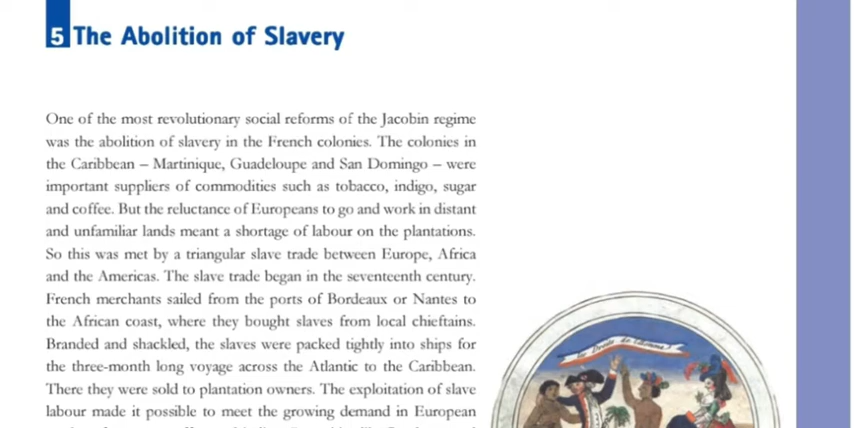 5 The Abolition of Slavery
One of the most revolutionary social reforms of the Jacobin regime
was the abolition of slavery in the French colonies. The colonies in
the Caribbean – Martinique, Guadeloupe and San Domingo – were
important suppliers of commodities such as tobacco, indigo, sugar
and coffee. But the reluctance of Europeans to go and work in distant
and unfamiliar lands meant a shortage of labour on the plantations.
So this was met by a triangular slave trade between Europe, Africa
and the Americas. The slave trade began in the seventeenth century.
French merchants sailed from the ports of Bordeaux or Nantes to
the African coast, where they bought slaves from local chieftains.
Branded and shackled, the slaves were packed tightly into ships for
the three-month long voyage across the Atlantic to the Caribbean.
There they were sold to plantation owners. The exploitation of slave
labour made it possible to meet the growing demand in European